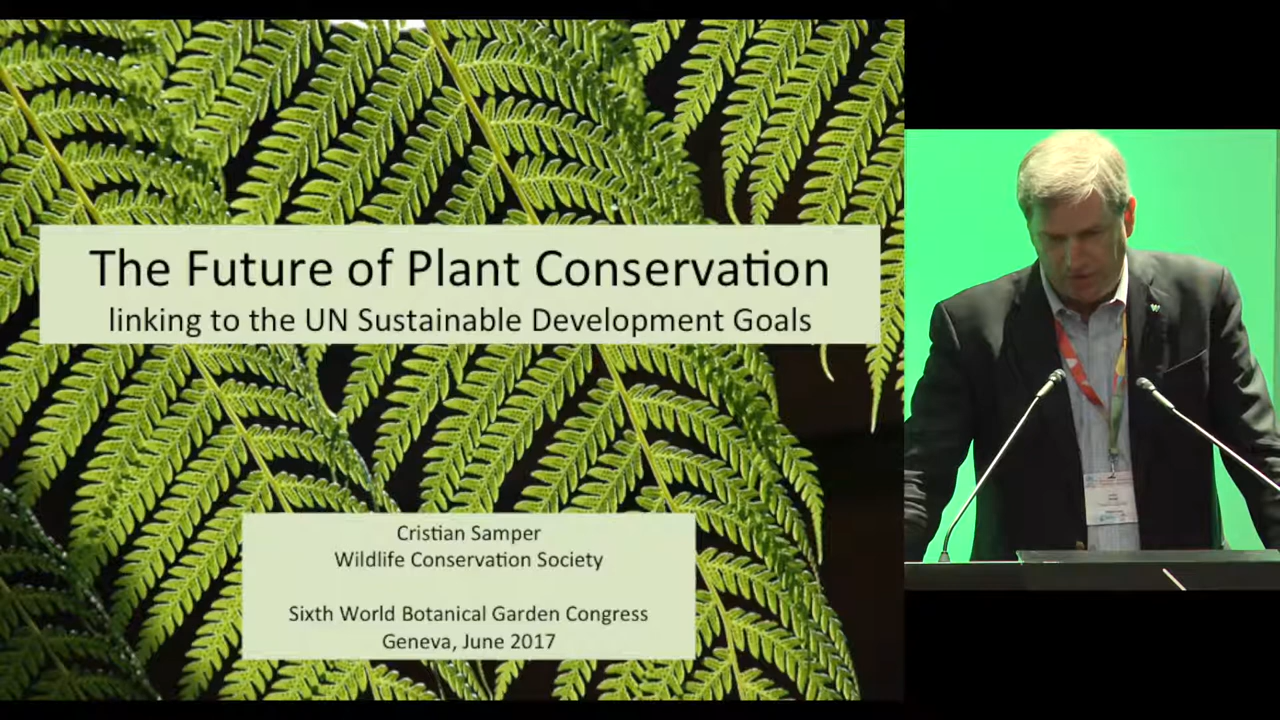 The Future of Plant Conservation
linking to the UN Sustainable Development Goals
Cristian Samper
Wildlife Conservation Society
Sixth World Botanical Garden Congress
Geneva, June 2017